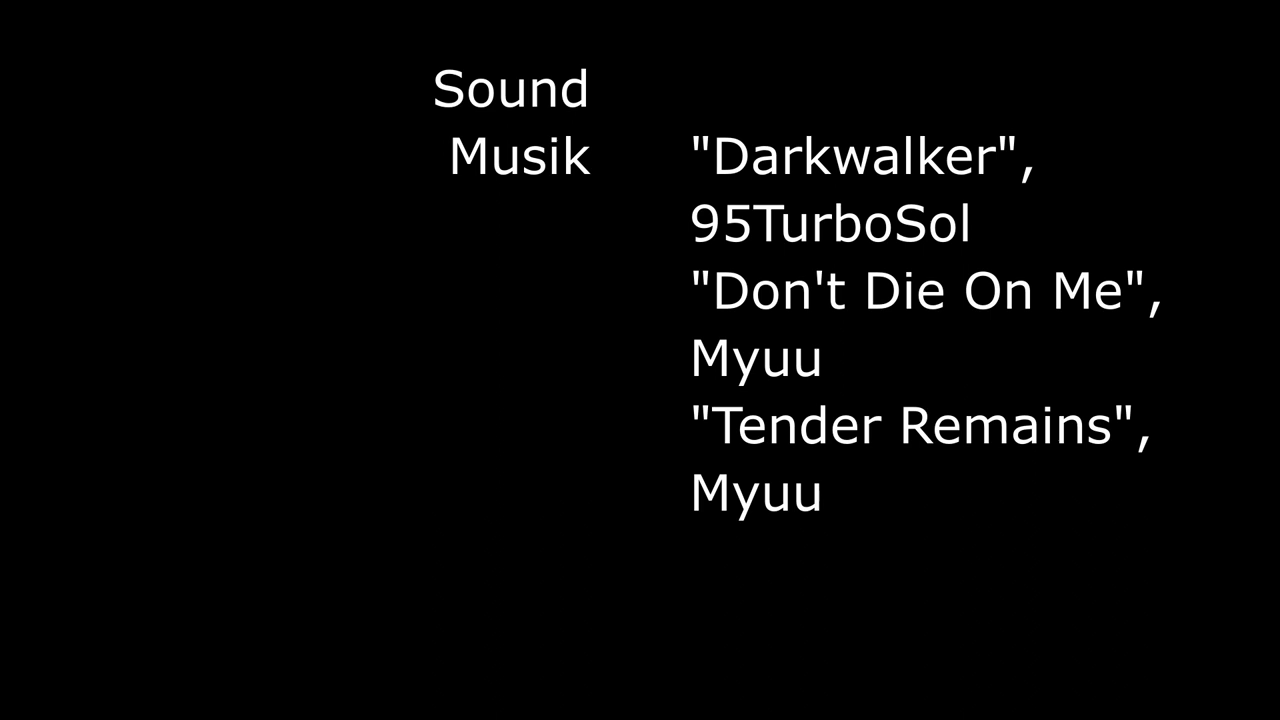 Sound
Musik "Darkwalker",
95TurboSol
"Don't Die On Me",
Myuu
"Tender Remains",
Myuu